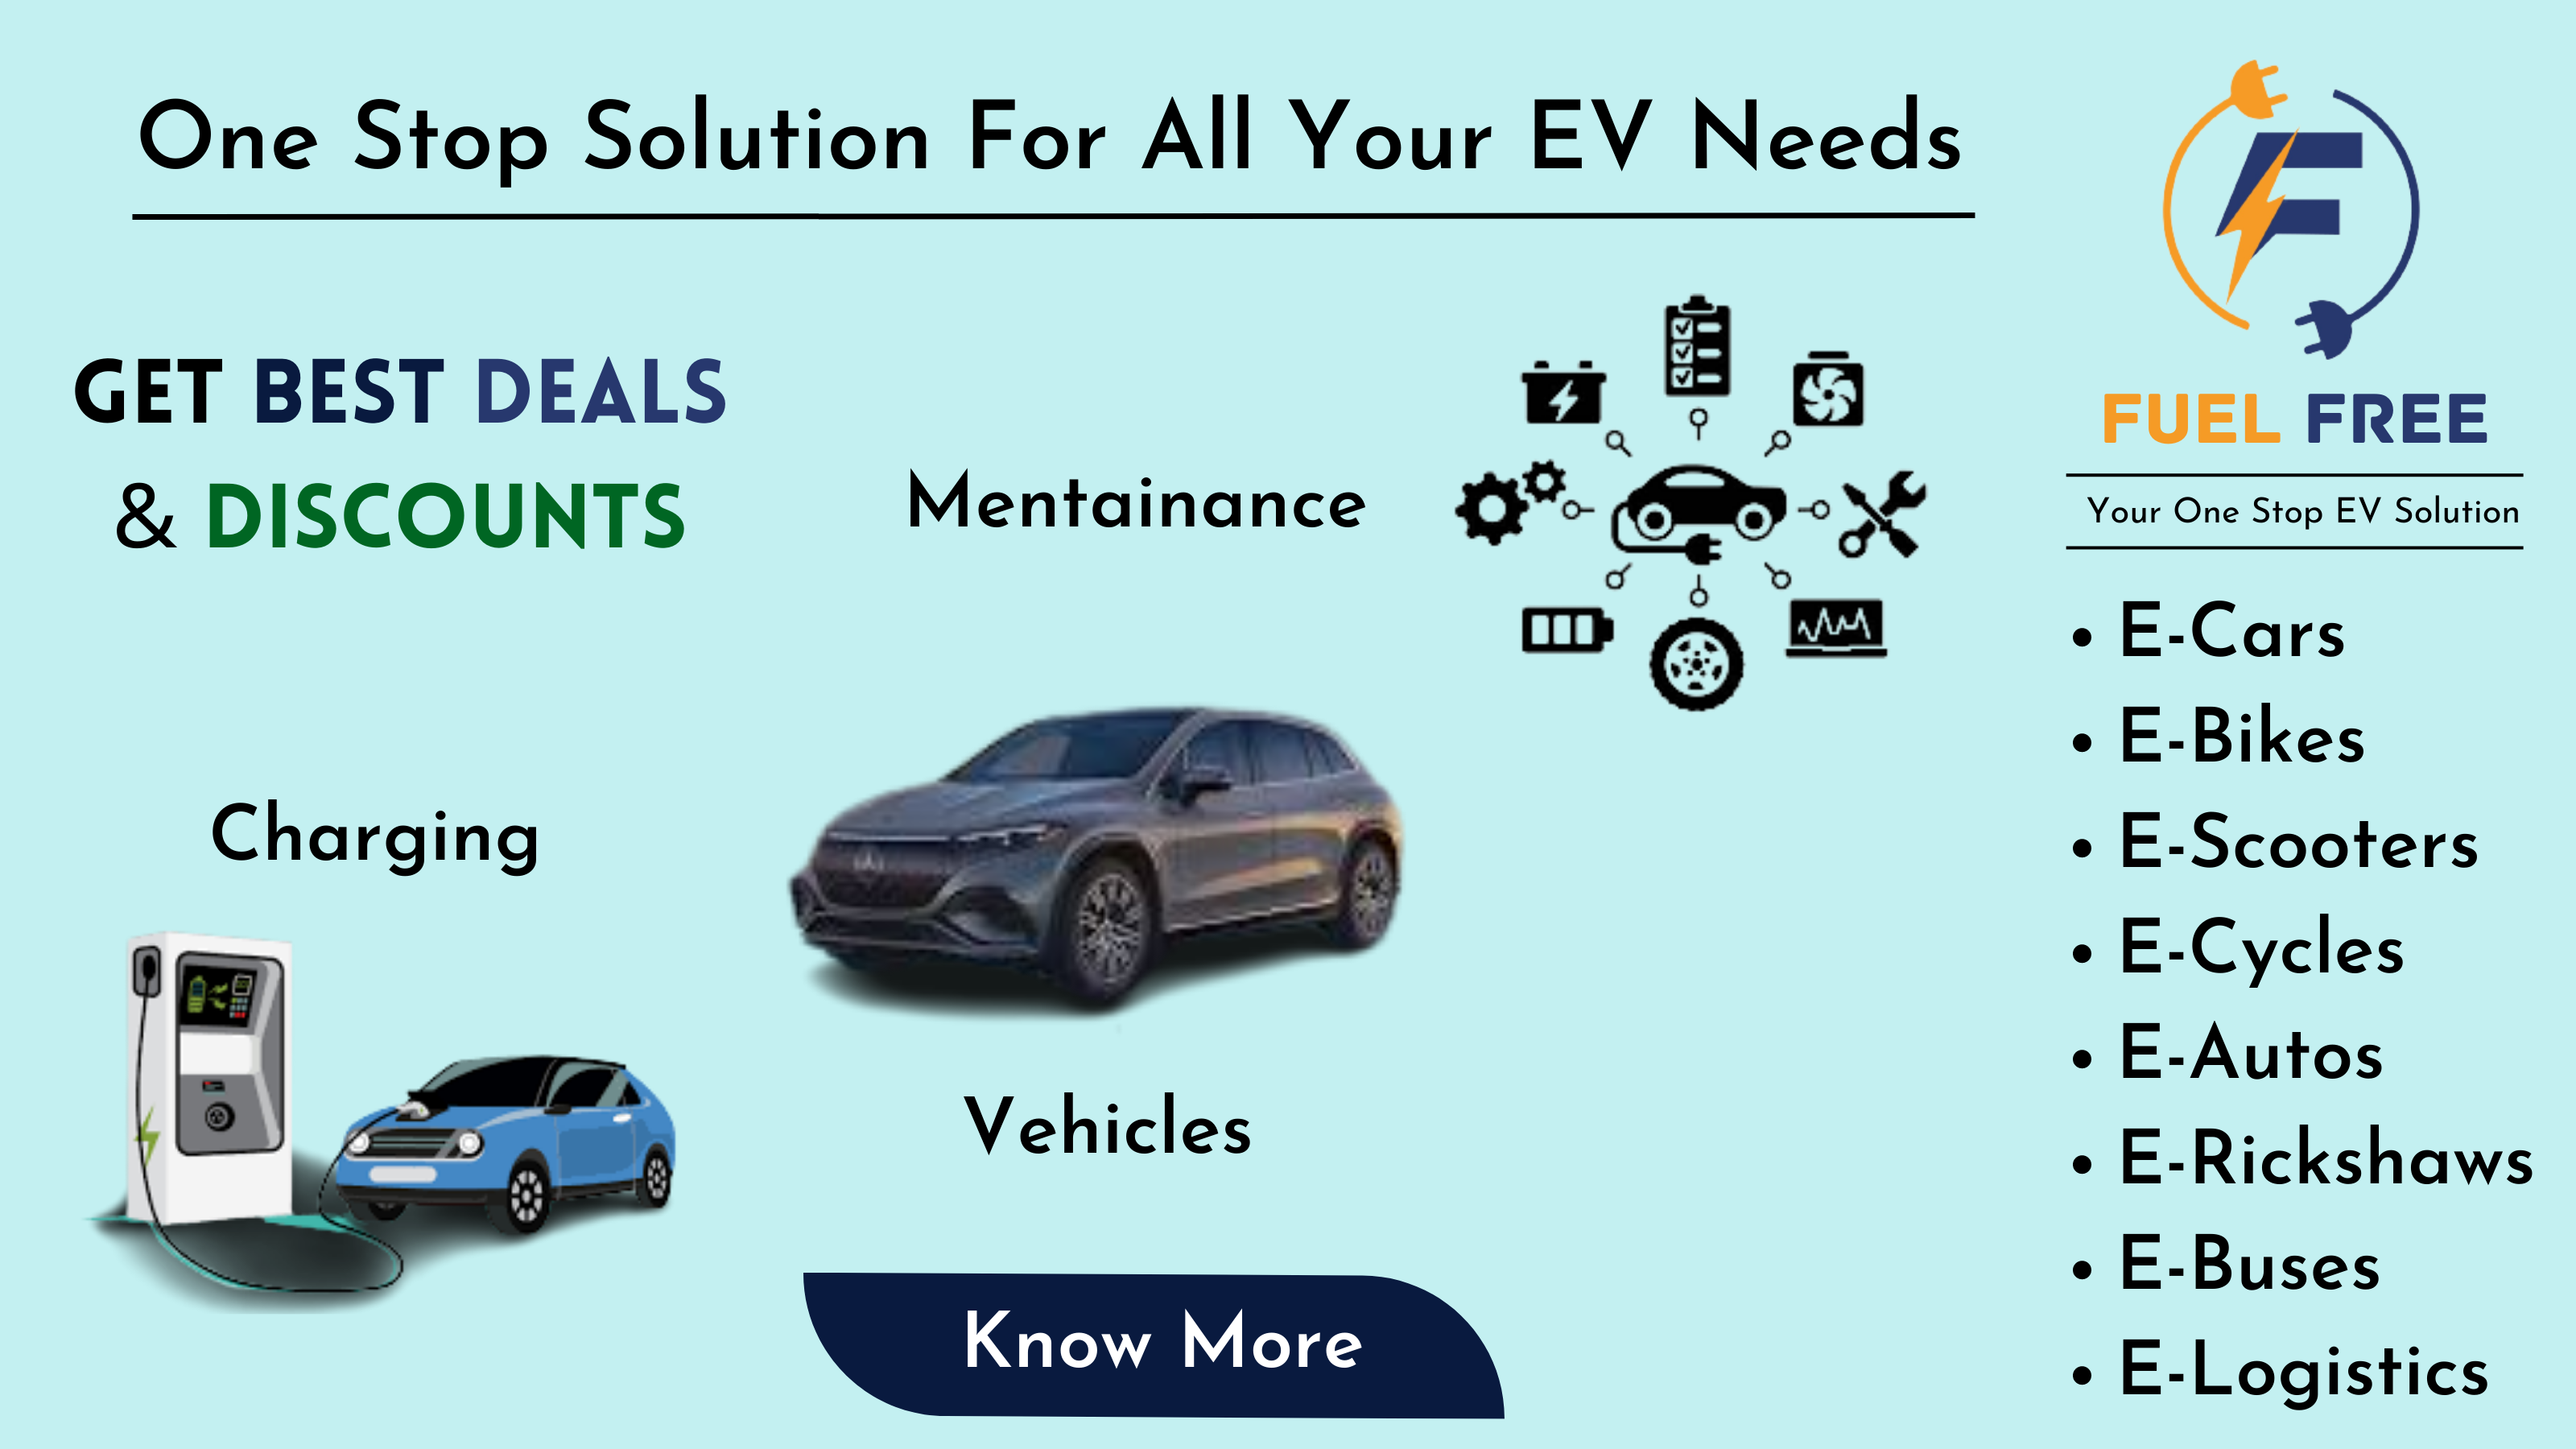 One Stop Solution For All Your EV Needs
GET BEST DEALS
& DISCOUNTS
Mentainance
Charging
Vehicles
Know More
FUEL FREE
Your One Stop EV Solution
• E-Cars
• E-Bikes
• E-Scooters
• E-Cycles
• E-Autos
• E-Rickshaws
• E-Buses
• E-Logistics